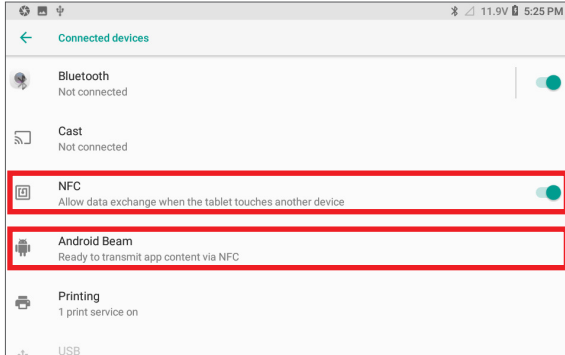 11.9V 5:25 PM
Connected devices
Bluetooth
Not connected
Cast
Not connected
NFC
Allow data exchange when the tablet touches another device
Android Beam
Ready to transmit app content via NFC
Printing
1 print service on
USB